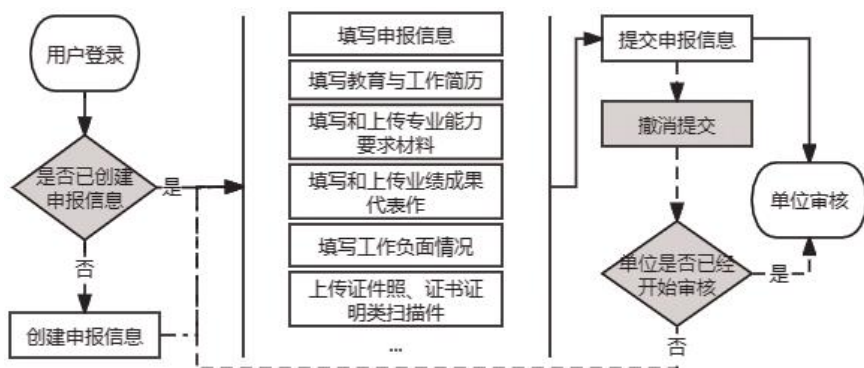 用户登录
是否已创建
申报信息
是
否
创建申报信息
填写申报信息
填写教育与工作简历
填写和上传专业能力
要求材料
填写和上传业绩成果
代表作
填写工作负面情况
上传证件照、证书证
明类扫描件
...
提交申报信息
撤消提交
单位是否已经
开始审核
是
否
单位审核